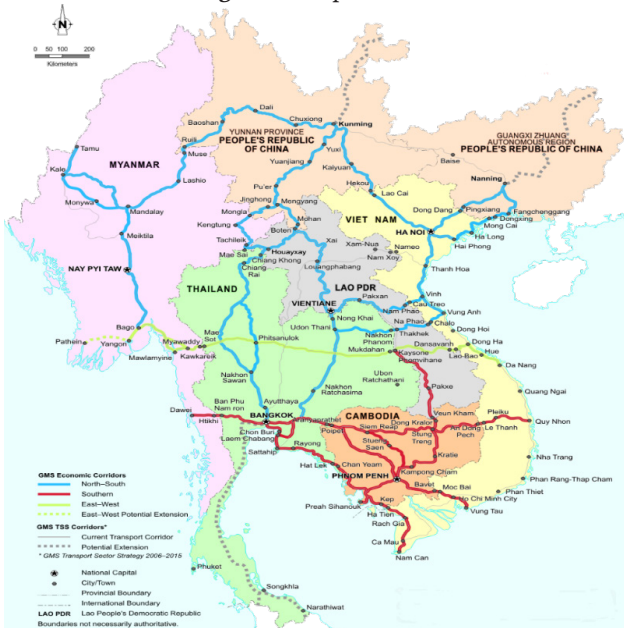 N
0 50 100 200
Kilometers
Dali
Chuxiong
Baoshan
Kunming
YUNNAN PROVINCE
PEOPLE'S REPUBLIC
OF CHINA
GUANGXI ZHUANG
AUTONOMOUS REGION
PEOPLE'S REPUBLIC OF CHINA
Tamu
Ruili
Muse
Yuxi
Yuanjiang
Kaiyuan
Baise
Nanning
MYANMAR
Kale
Lashio
Pu'er
Hekou
Lao Cai
Monywa
Mandalay
Jinghong
Mengyang
Mongla
Mohan
Boten
VIET NAM
Dong Dang
Pingxiang
Fangchenggang
Dongxing
Mong Cai
Ha Long
Hai Phong
HA NOI
Meiktila
Kengtung
Tachileik
Mae Sai
Houayxay
Chiang Khong
Chiang
Rai
Xai
Xam-Nua
Nameo
Nam Xoy
Louangphabang
Thanh Hoa
NAY PYI TAW
THAILAND
LAO PDR
VIENTIANE
Pakxan
Nong Khai
Vinh
Cau Treo
Nam Phao
Vung Anh
Na Phao
Chalo
Udon Thani
Nakhon
Phanom
Thakhek
Dong Hoi
Bago
Pathein
Yangon
Myawaddy
Mae
Sot
Phitsanulok
Mawlamyine
Kawkareik
Mukdahan
Kaysone
Phomvihane
Dansavanh
Dong Ha
Lao-Bao
Hue
Da Nang
Nakhon
Sawan
Ubon
Ratchathani
Pakxe
Quang Ngai
Dawei
Ban Phu
Nam ron
Htikhi
Ayutthaya
Nakhon
Ratchasima
BANGKOK
Chon Buri
Laem Chabang
Sattahip
Rayong
Poipet
CAMBODIA
Siem Reap
Dong Kralor
Veun Kham
Stung
Treng
Pleiku
Le Thanh
Quy Nhon
Hat Lek
Chan Yeam
Kratie
Kampong Cham
PHNOM PENH
Bavet
Moc Bai
Ho Chi Minh City
Vung Tau
Nha Trang
Phan Rang-Thap Cham
Phan Thiet
Preah Sihanouk
Kep
Ha Tien
Rach Gia
Ca Mau
Nam Can
Phuket
Songkhla
Narathiwat
GMS Economic Corridors
North–South
Southern
East–West
East–West Potential Extension
GMS TSS Corridors*
Current Transport Corridor
Potential Extension
* GMS Transport Sector Strategy 2006–2015
National Capital
City/Town
Provincial Boundary
International Boundary
LAO PDR Lao People's Democratic Republic
Boundaries not necessarily authoritative.